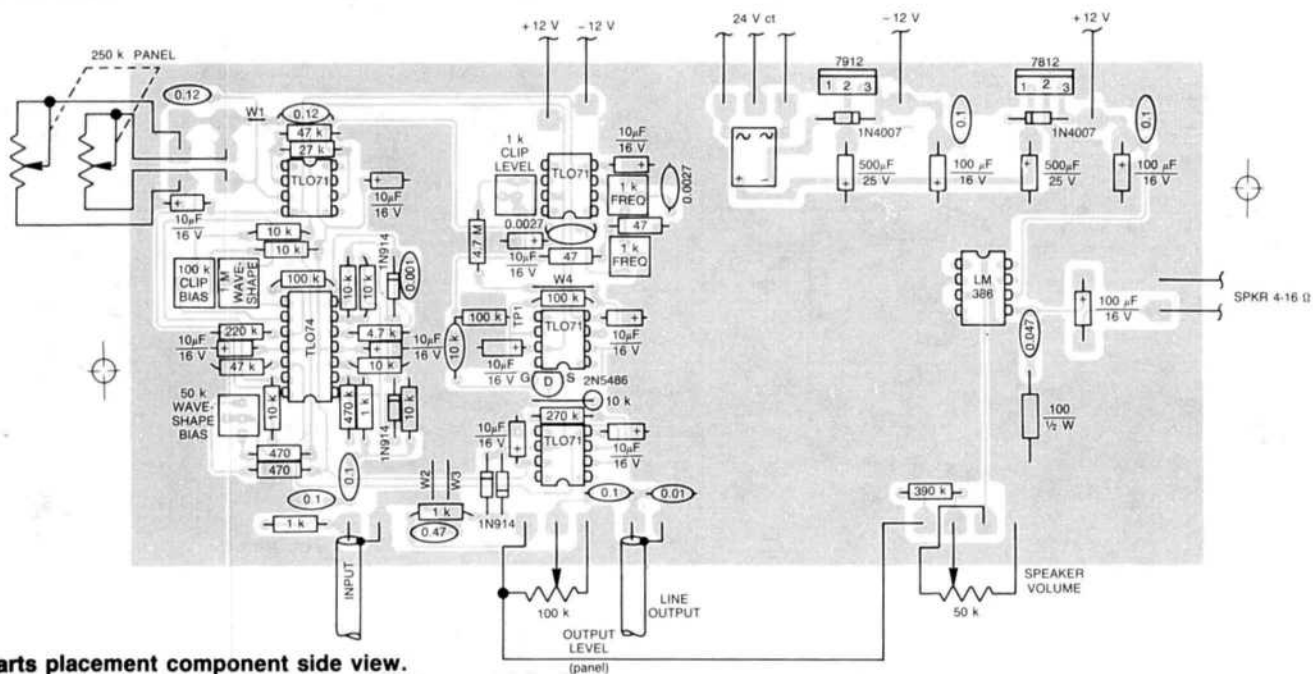 250 k PANEL
+12 V
-12 V
24 V ct
-12 V
+12 V
7912
1 2 3
7812
1 2 3
0.12
W1
0.12
47 k
27 k
TLO71
1N4007
1N4007
0.1
0.1
1 k
CLIP
LEVEL
10µF
16 V
TLO71
1 k
FREQ
0.0027
500µF
25 V
100 µF
16 V
500µF
25 V
100 µF
16 V
10µF
16 V
10µF
16 V
10 k
10 k
4.7 M
0.0027
10µF
16 V
47
47
1 k
FREQ
100 k
CLIP
BIAS
1 M
WAVE-
SHAPE
100 k
10 k
10 k
1N914
0.001
W4
100 k
TLO74
220 k
10µF
16 V
47 k
4.7 k
10µF
16 V
10 k
100 k
TP1
10 k
TLO71
10µF
16 V
10µF
16 V
G D S
2N5486
10 k
LM
386
100 µF
16 V
SPKR 4-16 Ω
0.047
100
½ W
50 k
WAVE-
SHAPE
BIAS
10 k
470 k
1 k
1N914
10 k
270 k
TLO71
10µF
16 V
10µF
16 V
470
470
0.1
0.1
1 k
W2
W3
1 k
0.47
1N914
0.1
0.01
390 k
INPUT
100 k
LINE
OUTPUT
OUTPUT
LEVEL
(panel)
50 k
SPEAKER
VOLUME
arts placement component side view.